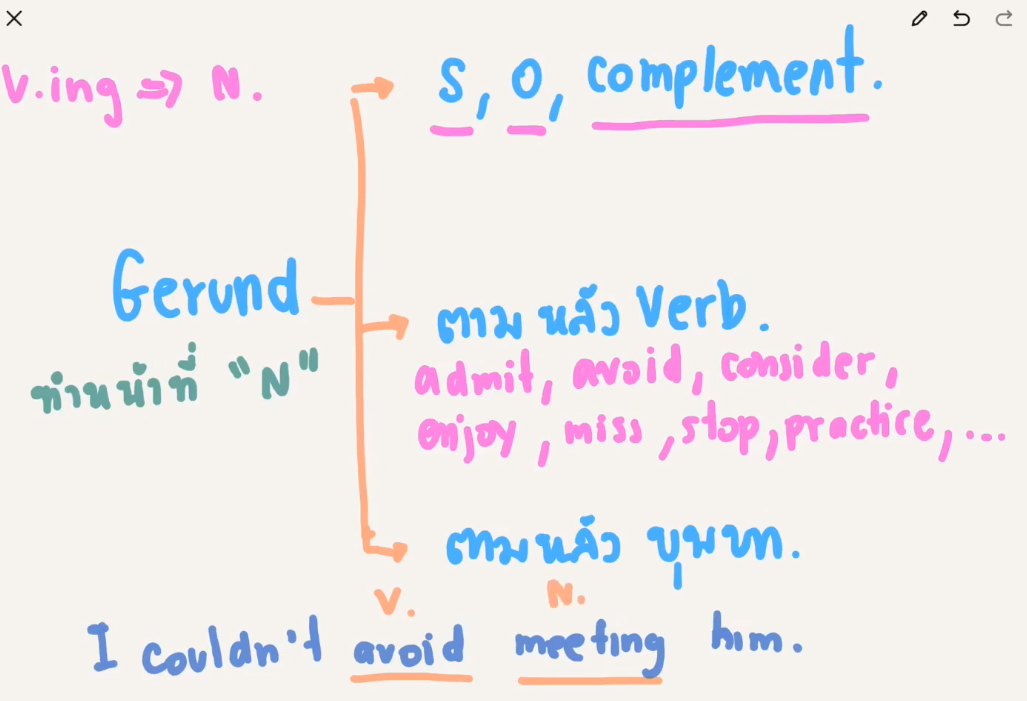 V.ing => N.
S, O, complement.
Gerund
ทำหน้าที่ "N"
ตามหลัง Verb.
admit, avoid, consider,
enjoy, miss, stop, practice, ...
ตามหลัง บุพบท.
V. N.
I couldn't avoid meeting him.